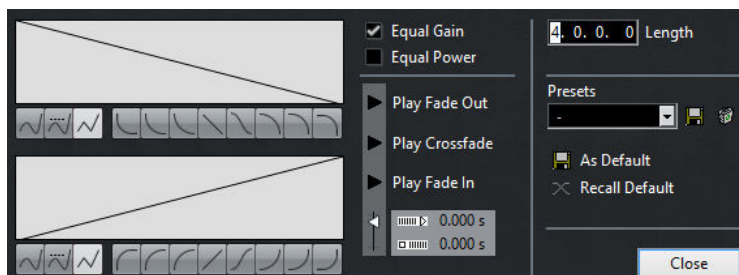 Equal Gain
Equal Power
Play Fade Out
Play Crossfade
Play Fade In
0.000 s
0.000 s
4. 0. 0. 0 Length
Presets
-
As Default
Recall Default
Close